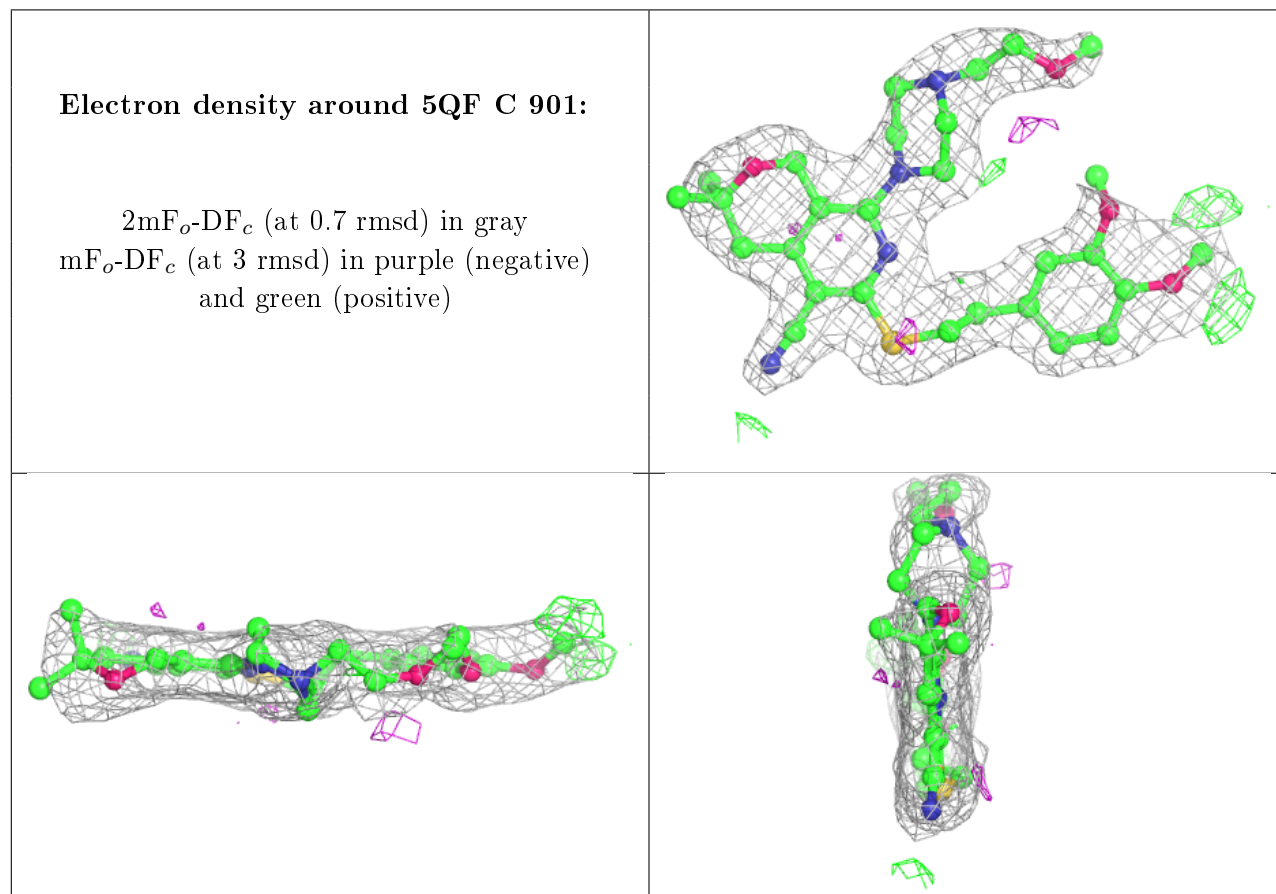 Electron density around 5QF C 901:
2mFo-DFc (at 0.7 rmsd) in gray
mFo-DFc (at 3 rmsd) in purple (negative)
and green (positive)